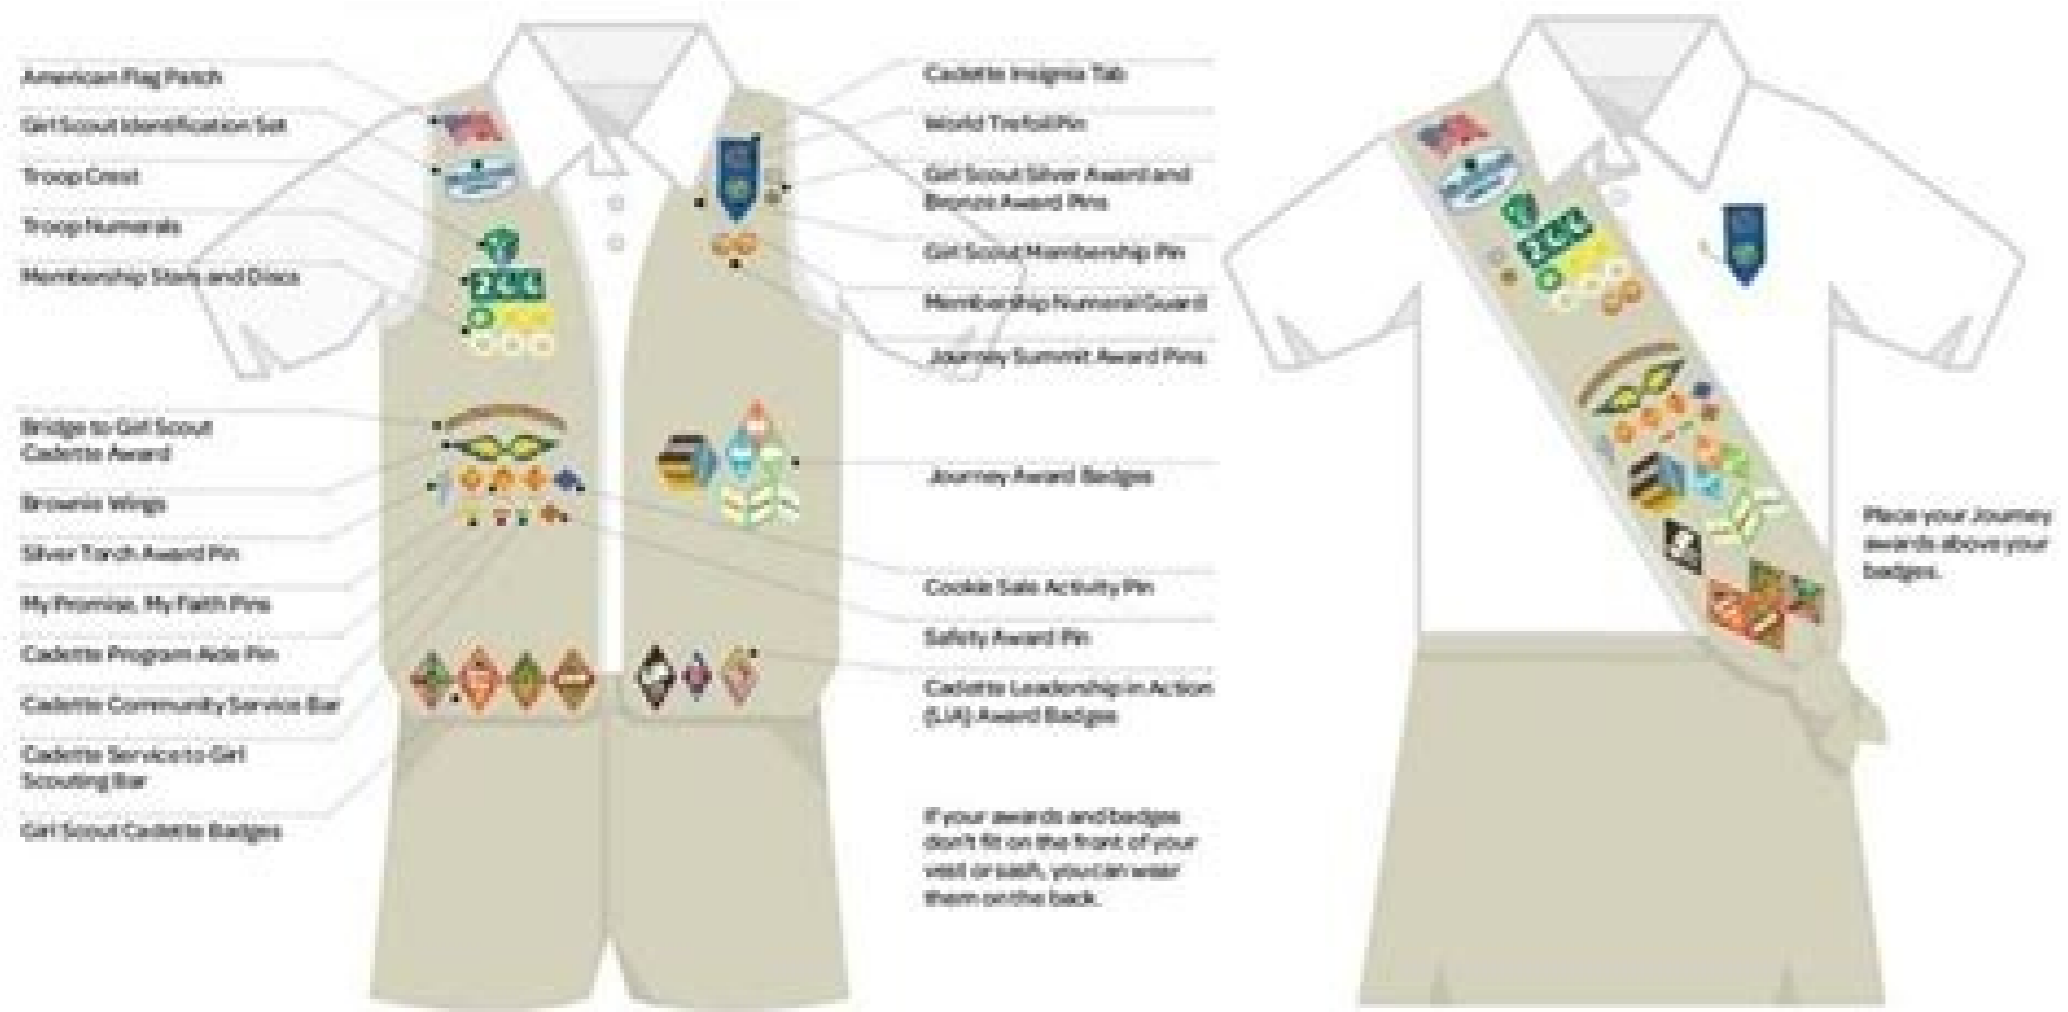 American Flag Patch
Girl Scout Identification Set
Troop Crest
Troop Numerals
Membership Stars and Discs
Bridge to Girl Scout
Cadette Award
Brownie Wings
Silver Torch Award Pin
My Promise, My Faith Pins
Cadette Program Aide Pin
Cadette Community Service Bar
Cadette Service to Girl
Scouting Bar
Girl Scout Cadette Badges
Cadette Insignia Tab
World Trefoil Pin
Girl Scout Silver Award and
Bronze Award Pins
Girl Scout Membership Pin
Membership Numeral Guard
Journey Summit Award Pins
Journey Award Badges
Cookie Sale Activity Pin
Safety Award Pin
Cadette Leadership in Action
(LiA) Award Badges
If your awards and badges
don't fit on the front of your
vest or sash, you can wear
them on the back.
Place your Journey
awards above your
badges.